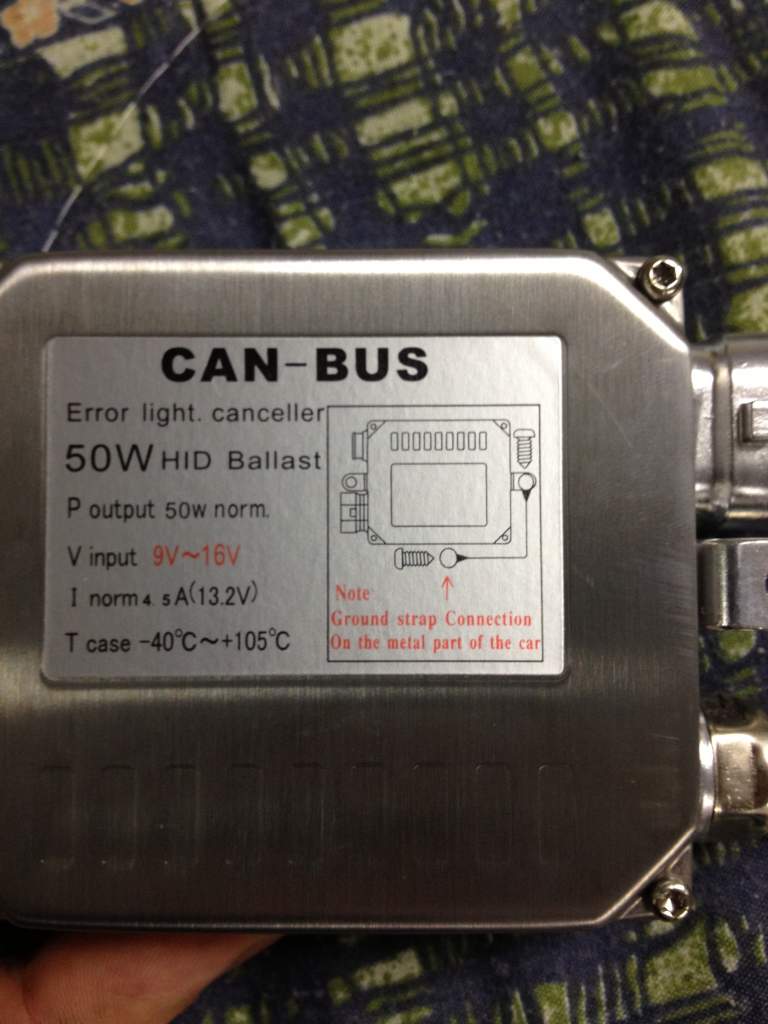 CAN-BUS
Error light. canceller
50W HID Ballast
P output 50w norm.
V input 9V~16V
I norm 4. 5 A(13.2V)
T case -40℃~+105℃
Note
Ground strap Connection
On the metal part of the car